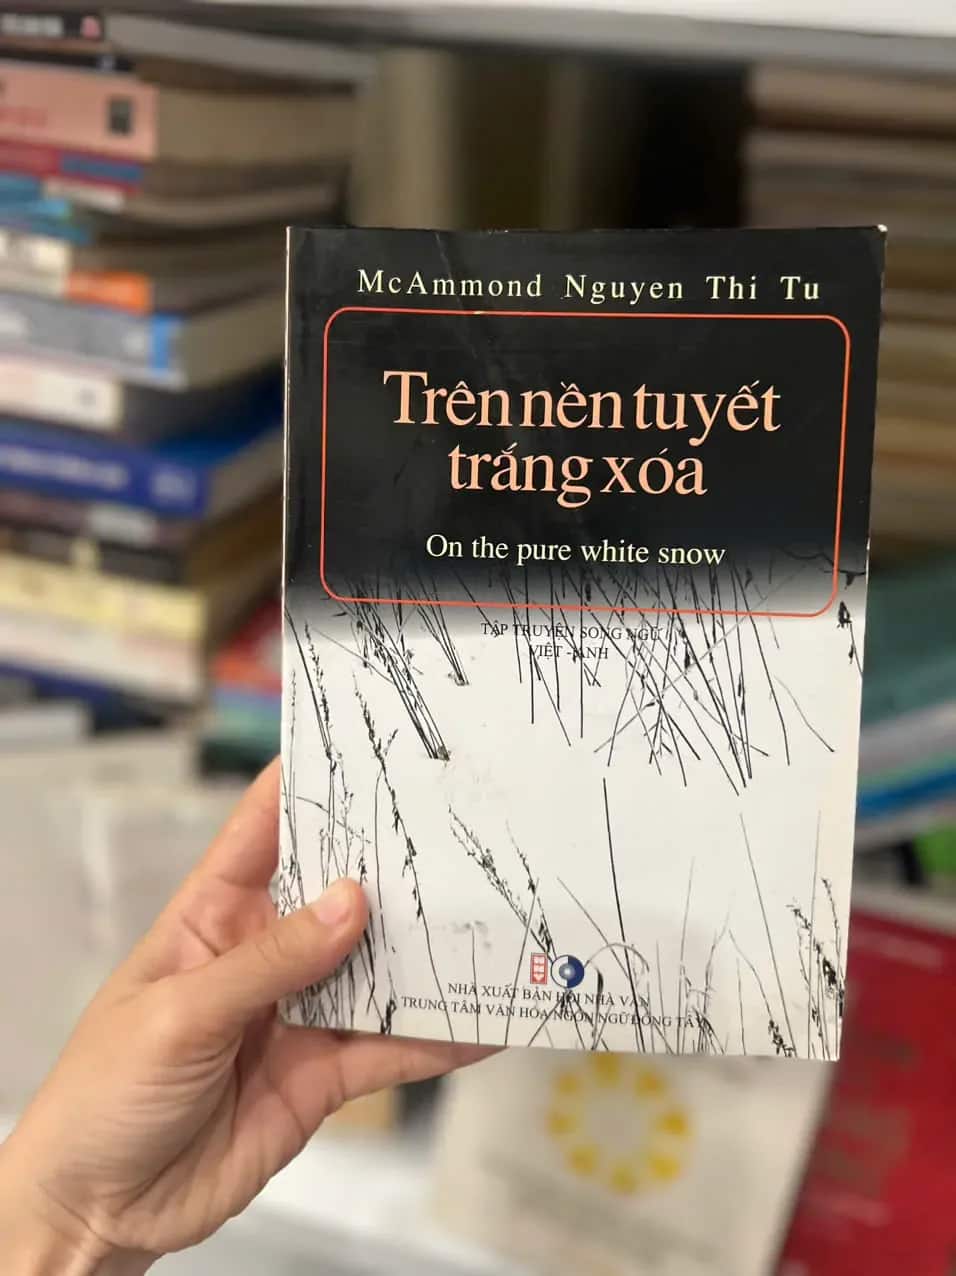 McAmmond Nguyen Thi Tu
Trên nền tuyết
trắng xóa
On the pure white snow
TẬP TRUYỆN SONG NGỮ
VIỆT - ANH
NHÀ XUẤT BẢN HỘI NHÀ VĂN
TRUNG TÂM VĂN HÓA NGÔN NGỮ ĐÔNG TÂY